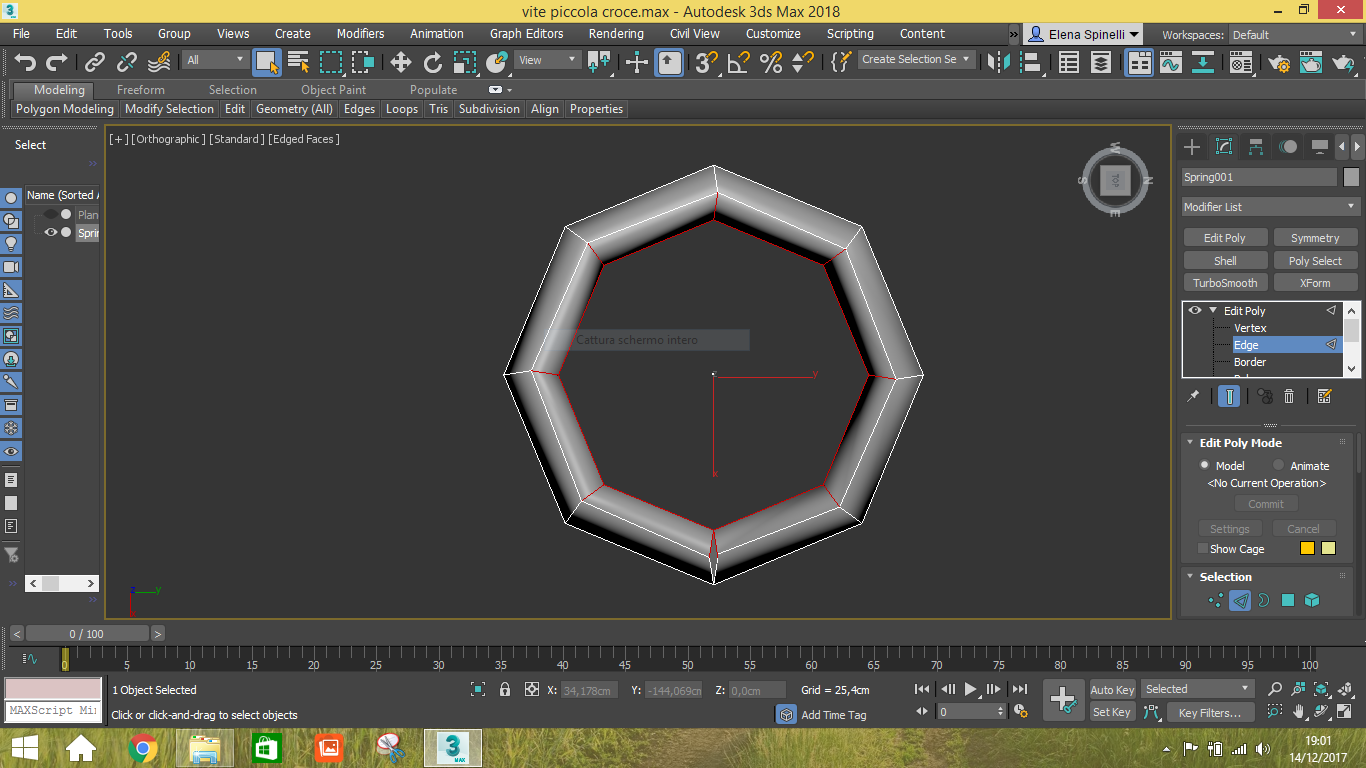 vite piccola croce.max - Autodesk 3ds Max 2018
File Edit Tools Group Views Create Modifiers Animation Graph Editors Rendering Civil View Customize Scripting Content » Elena Spinelli Workspaces: Default
All View Create Selection Se
Modeling Freeform Selection Object Paint Populate
Polygon Modeling Modify Selection Edit Geometry (All) Edges Loops Tris Subdivision Align Properties
[+] [Orthographic ] [Standard ] [Edged Faces ]
Select
Name (Sorted A
Plan
Sprin
Cattura schermo intero
z y
x
z y
W
S TOP N
E
Spring001
Modifier List
Edit Poly Symmetry
Shell Poly Select
TurboSmooth XForm
Edit Poly
Vertex
Edge
Border
Edit Poly Mode
Model Animate
<No Current Operation>
Commit
Settings Cancel
Show Cage
Selection
< 0 / 100 >
0 5 10 15 20 25 30 35 40 45 50 55 60 65 70 75 80 85 90 95 100
1 Object Selected X: 34,178cm Y: -144,069cm Z: 0,0cm Grid = 25,4cm Auto Key Selected
MAXScript Mi
Click or click-and-drag to select objects Add Time Tag 0 Set Key Key Filters...
3 MAX
19:01
14/12/2017